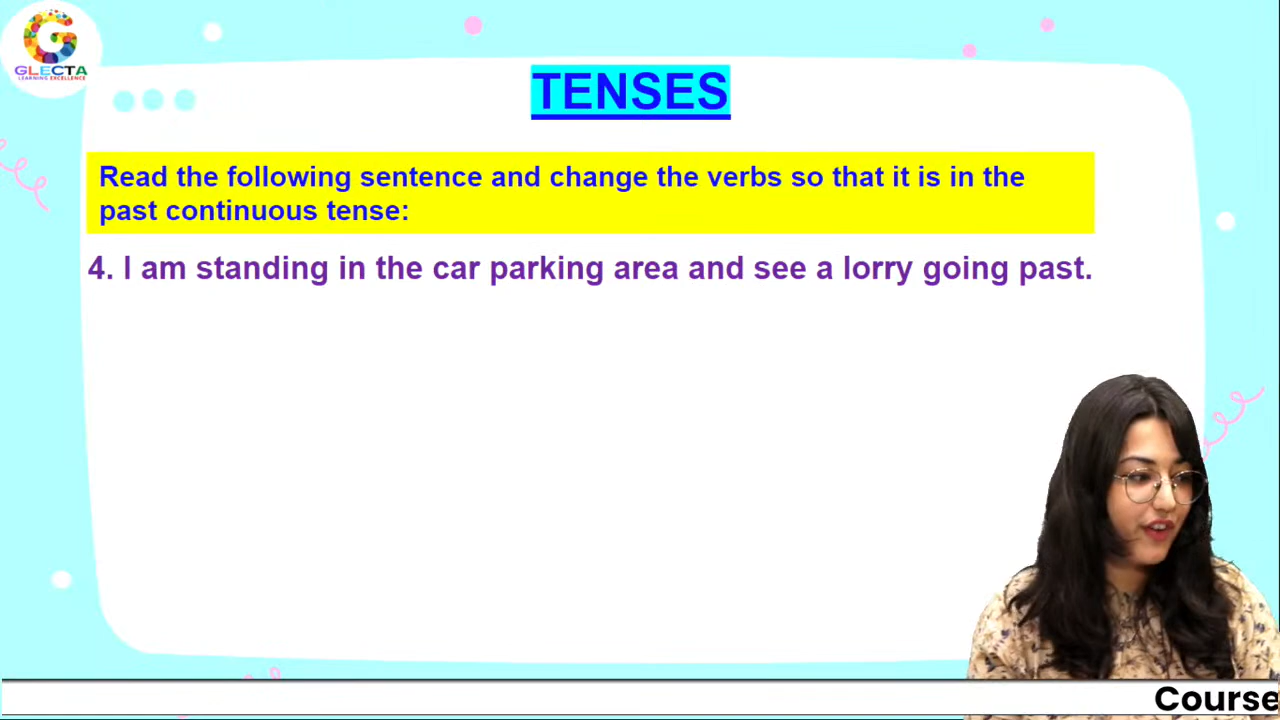 GLECTA
LEARNING EXCELLENCE
TENSES
Read the following sentence and change the verbs so that it is in the
past continuous tense:
4. I am standing in the car parking area and see a lorry going past.
Course